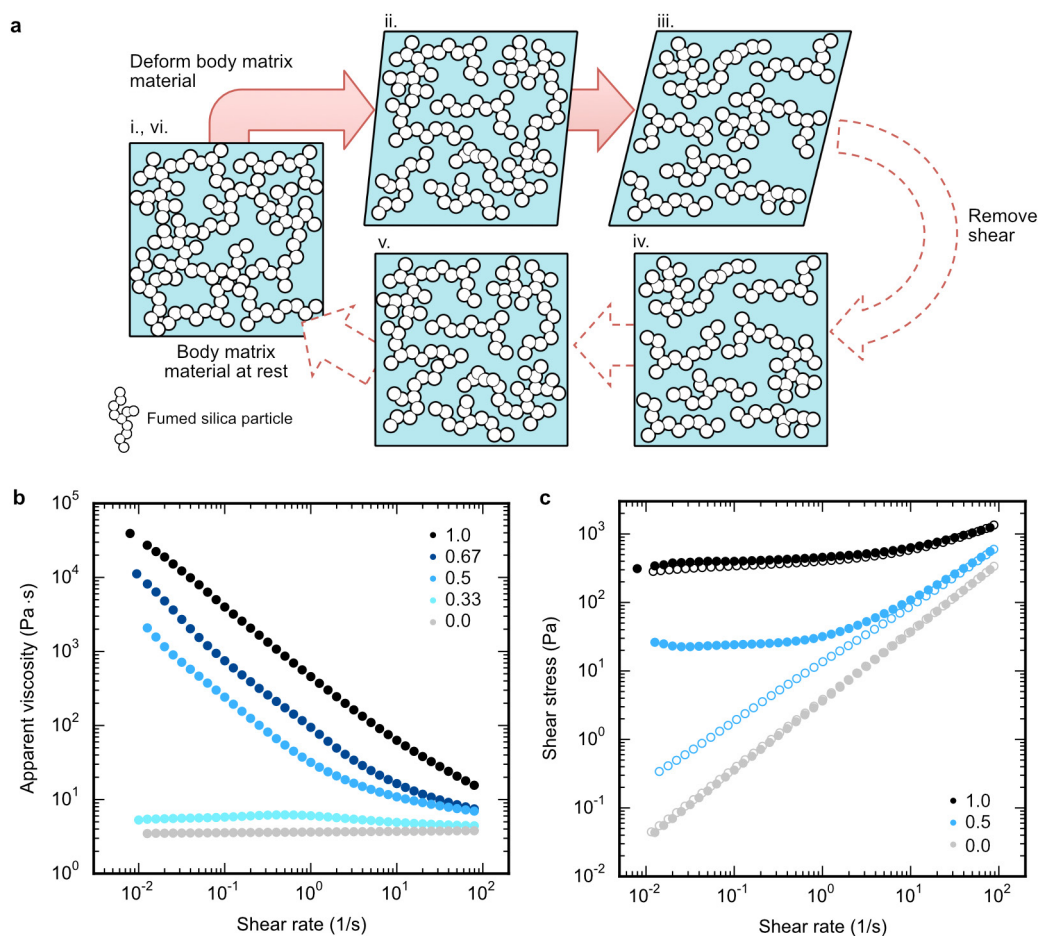 a
ii.
iii.
Deform body matrix
material
i., vi.
Remove
shear
v.
iv.
Body matrix
material at rest
Fumed silica particle
b
10^5
10^4
10^3
10^2
10^1
10^0
Apparent viscosity (Pa·s)
1.0
0.67
0.5
0.33
0.0
10^-2
10^-1
10^0
10^1
10^2
Shear rate (1/s)
c
10^3
10^2
10^1
10^0
10^-1
10^-2
Shear stress (Pa)
1.0
0.5
0.0
10^-2
10^-1
10^0
10^1
10^2
Shear rate (1/s)